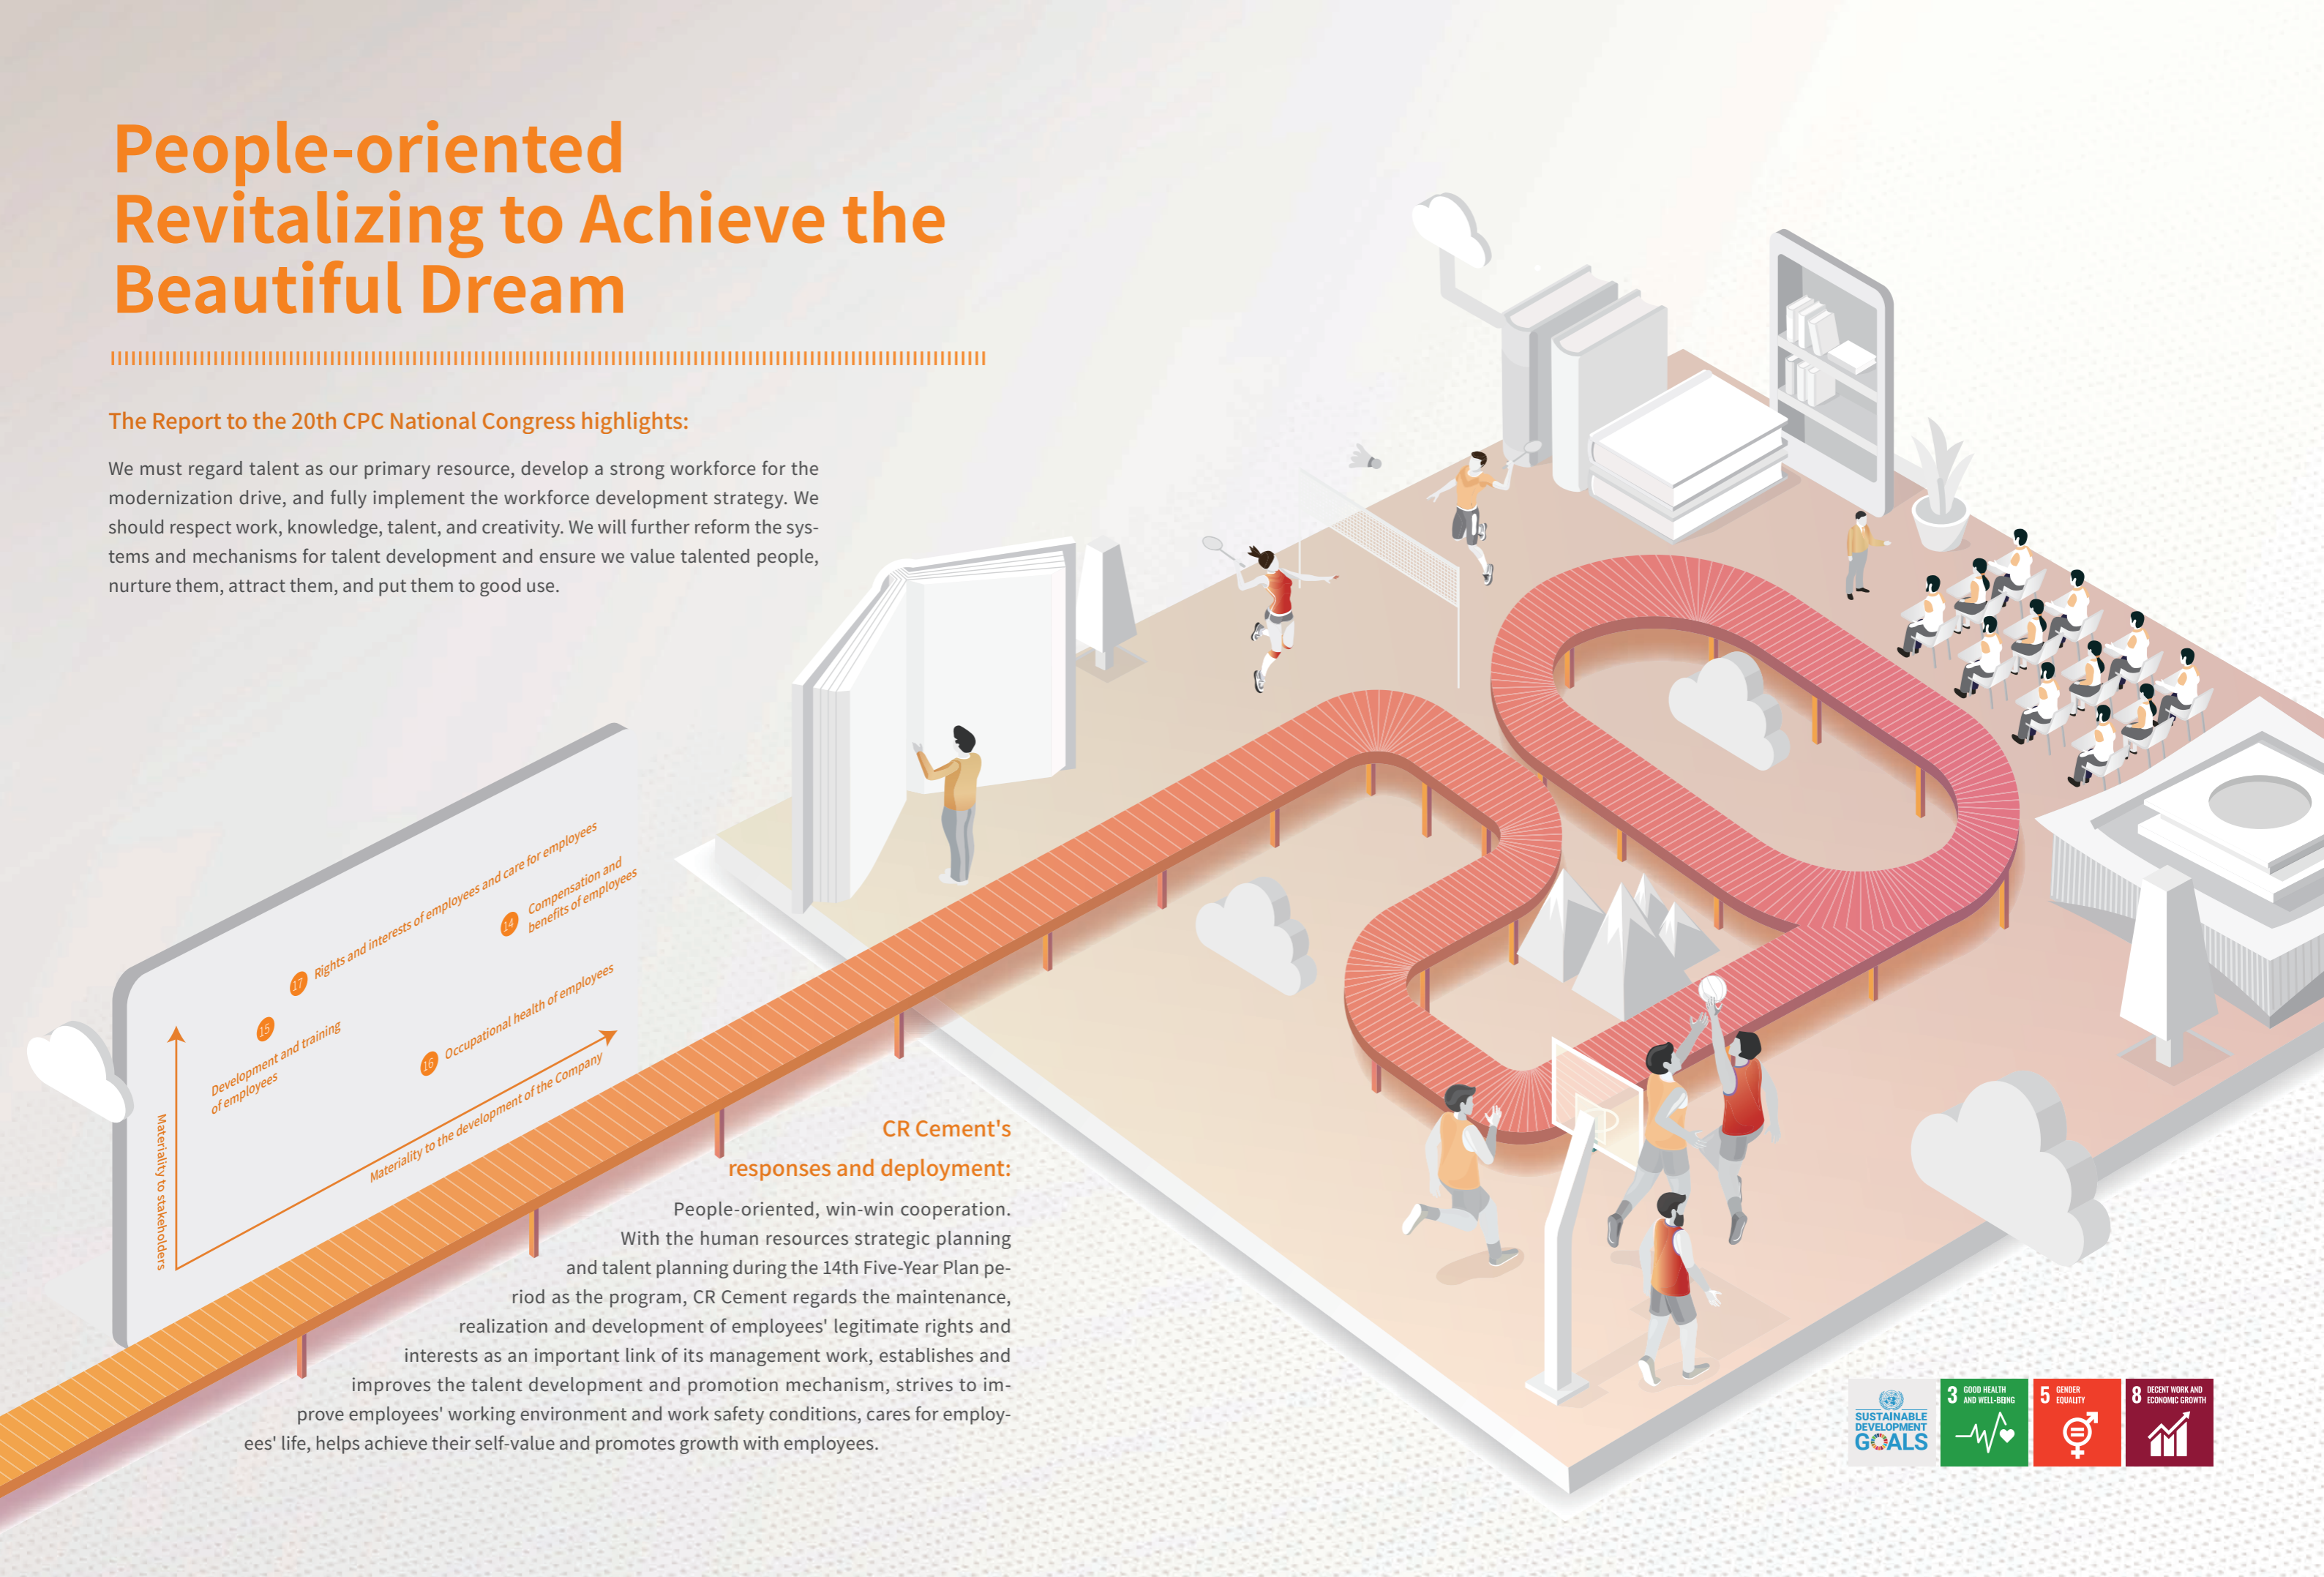 People-oriented
Revitalizing to Achieve the
Beautiful Dream
The Report to the 20th CPC National Congress highlights:
We must regard talent as our primary resource, develop a strong workforce for the
modernization drive, and fully implement the workforce development strategy. We
should respect work, knowledge, talent, and creativity. We will further reform the sys-
tems and mechanisms for talent development and ensure we value talented people,
nurture them, attract them, and put them to good use.
17 Rights and interests of employees and care for employees
14 Compensation and
benefits of employees
15
Development and training
of employees
16 Occupational health of employees
Materiality to the development of the Company
Materiality to stakeholders
CR Cement's
responses and deployment:
People-oriented, win-win cooperation.
With the human resources strategic planning
and talent planning during the 14th Five-Year Plan pe-
riod as the program, CR Cement regards the maintenance,
realization and development of employees' legitimate rights and
interests as an important link of its management work, establishes and
improves the talent development and promotion mechanism, strives to im-
prove employees' working environment and work safety conditions, cares for employ-
ees' life, helps achieve their self-value and promotes growth with employees.
SUSTAINABLE
DEVELOPMENT
GOALS
3 GOOD HEALTH
AND WELL-BEING
5 GENDER
EQUALITY
8 DECENT WORK AND
ECONOMIC GROWTH